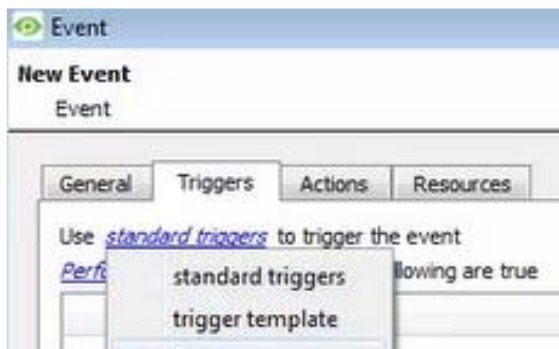 Event
New Event
Event
General Triggers Actions Resources
Use standard triggers to trigger the event
lowing are true
standard triggers
trigger template